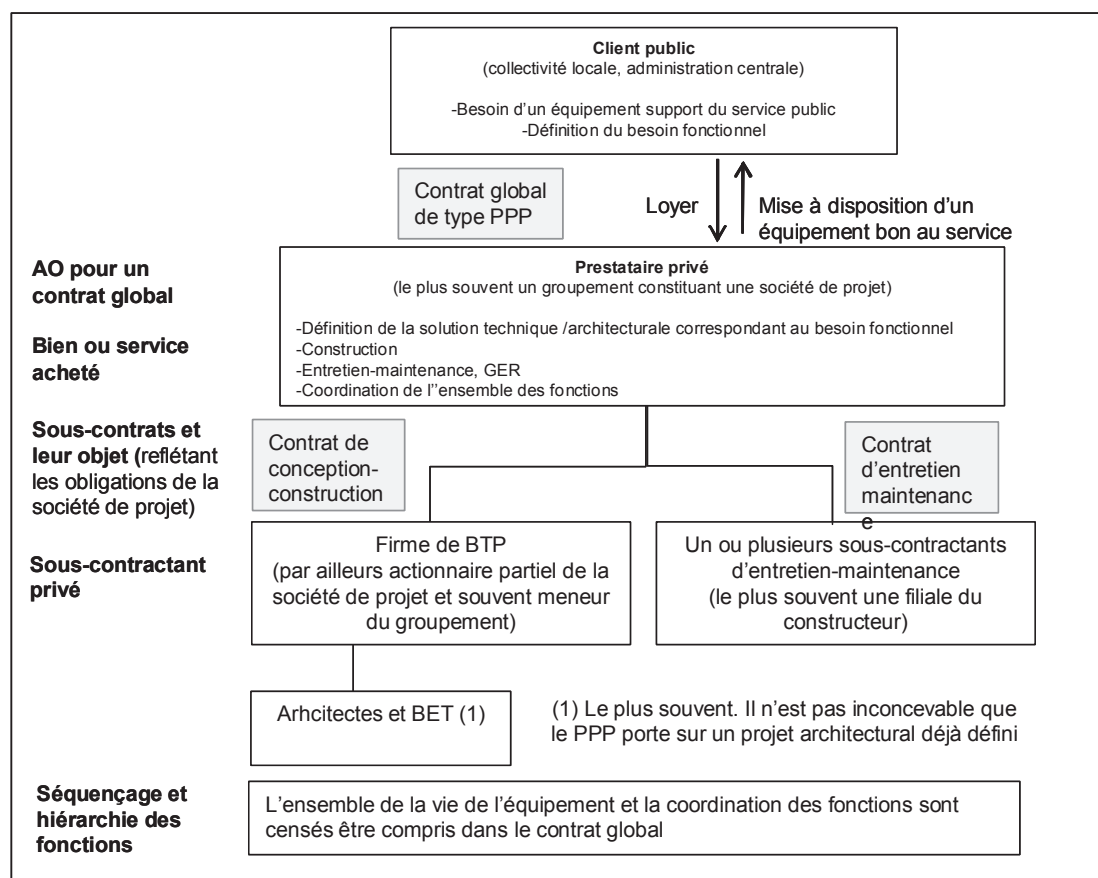 Client public
(collectivité locale, administration centrale)
-Besoin d'un équipement support du service public
-Définition du besoin fonctionnel
Contrat global
de type PPP
Loyer
Mise à disposition d'un
équipement bon au service
AO pour un
contrat global
Prestataire privé
(le plus souvent un groupement constituant une société de projet)
Bien ou service
acheté
-Définition de la solution technique /architecturale correspondant au besoin fonctionnel
-Construction
-Entretien-maintenance, GER
-Coordination de l''ensemble des fonctions
Sous-contrats et
leur objet (reflétant
les obligations de la
société de projet)
Contrat de
conception-
construction
Contrat
d'entretien
maintenanc
e
Sous-contractant
privé
Firme de BTP
(par ailleurs actionnaire partiel de la
société de projet et souvent meneur
du groupement)
Un ou plusieurs sous-contractants
d'entretien-maintenance
(le plus souvent une filiale du
constructeur)
Arhcitectes et BET (1)
(1) Le plus souvent. Il n'est pas inconcevable que
le PPP porte sur un projet architectural déjà défini
Séquençage et
hiérarchie des
fonctions
L'ensemble de la vie de l'équipement et la coordination des fonctions sont
censés être compris dans le contrat global